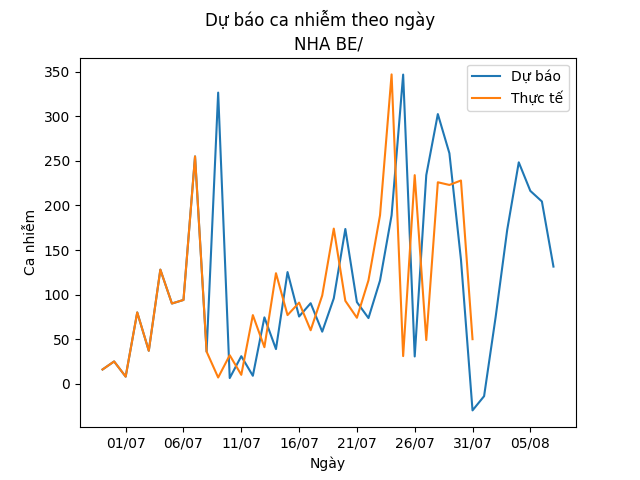 Dự báo ca nhiễm theo ngày
NHA BE/
Ca nhiễm
350
300
250
200
150
100
50
0
Dự báo
Thực tế
01/07 06/07 11/07 16/07 21/07 26/07 31/07 05/08
Ngày